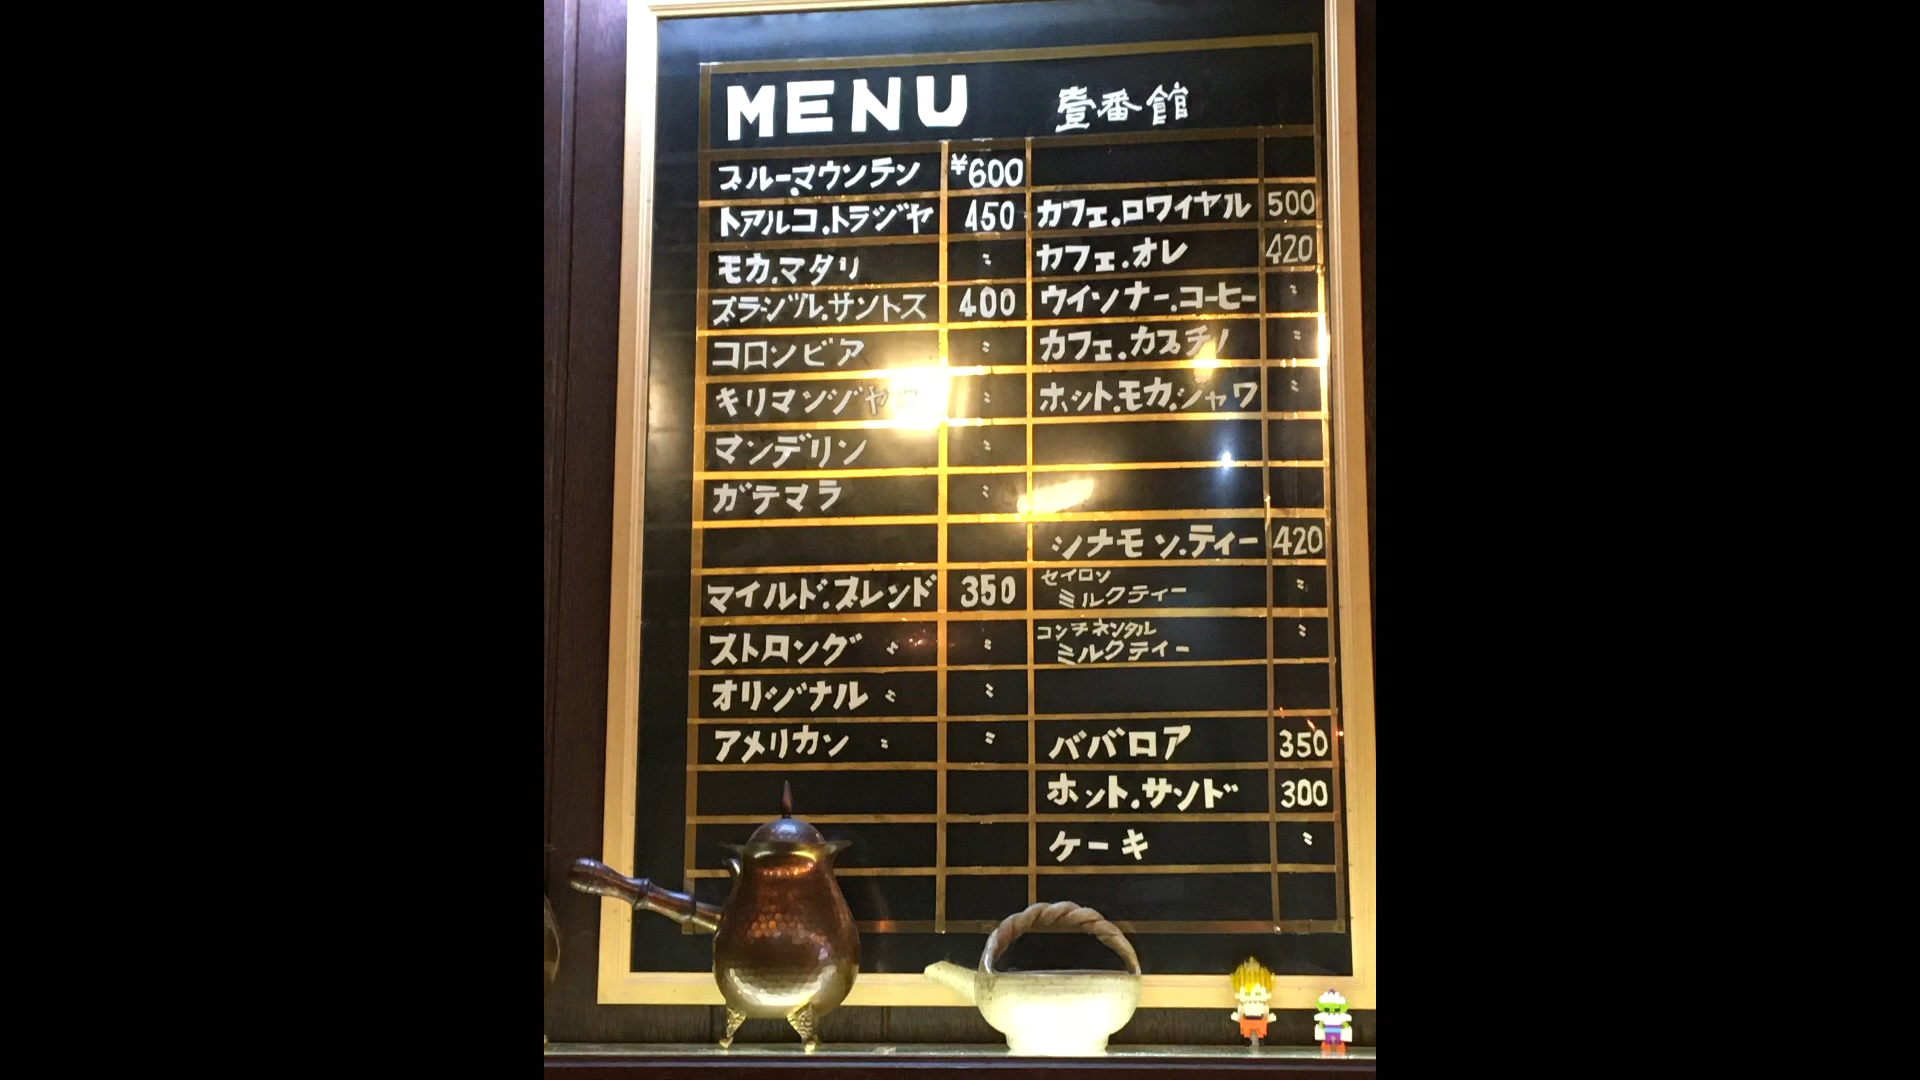 MENU 壹番館
ブルーマウンテン ¥600
トアルコ.トラジャ 450
モカ.マタリ 〃
ブラジル.サントス 400
コロンビア 〃
キリマンジャ 〃
マンデリン 〃
ガテマラ 〃
マイルド.ブレンド 350
ストロング 〃 〃
オリジナル 〃 〃
アメリカン 〃 〃
カフェ.ロワイヤル 500
カフェ.オレ 420
ウインナー.コーヒー 〃
カフェ.カプチノ 〃
ホット.モカ.ジャワ 〃
シナモン.ティー 420
セイロン
ミルクティー 〃
コンチネンタル
ミルクティー 〃
ババロア 350
ホット.サンド 300
ケーキ 〃